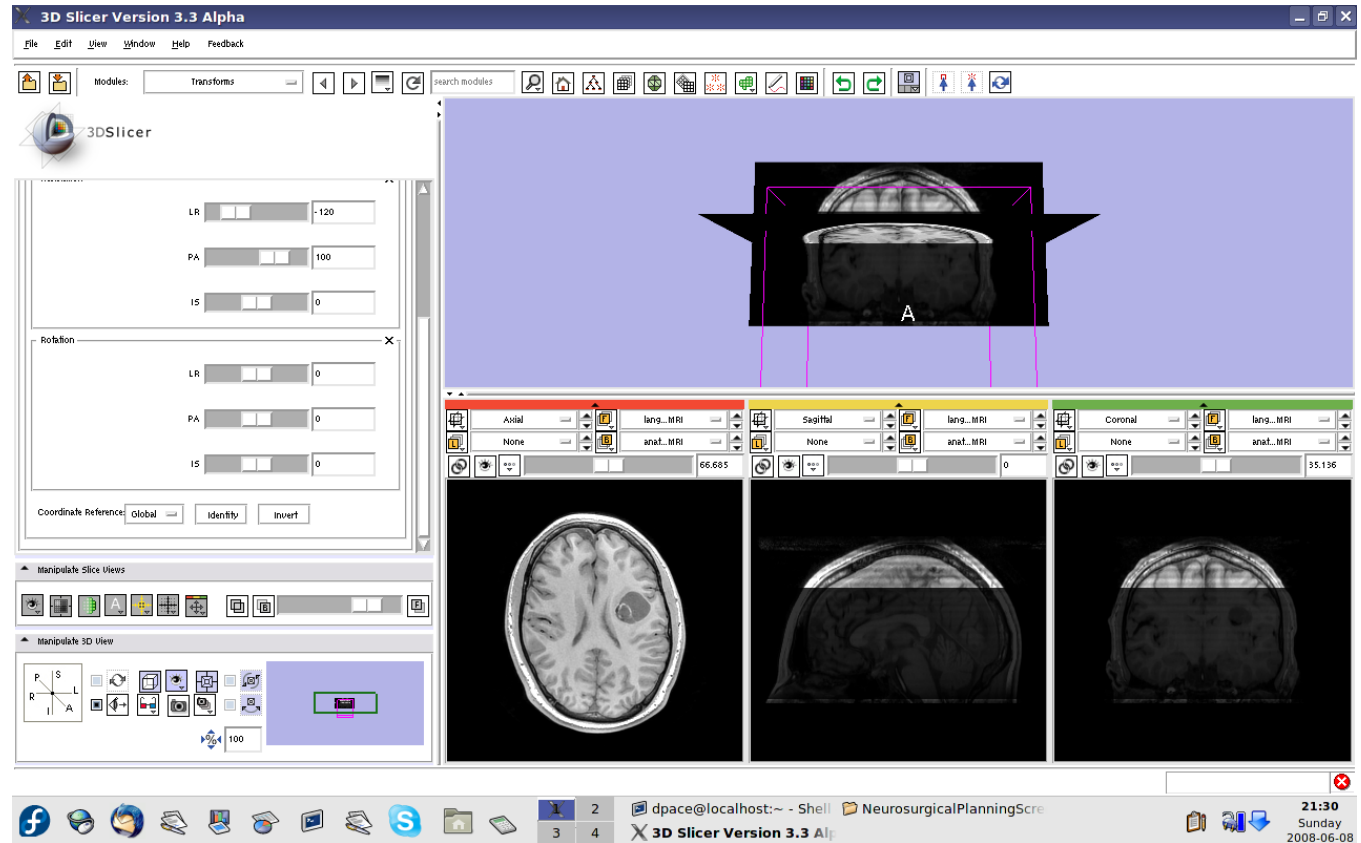 3D Slicer Version 3.3 Alpha
File Edit View Window Help Feedback
Modules: Transforms search modules
3DSlicer
LR -120
PA 100
IS 0
Rotation
LR 0
PA 0
IS 0
Coordinate Reference: Global Identity Invert
Manipulate Slice Views
A B F
Manipulate 3D View
P S
R L
I A
100
A
Axial F lang...MRI
L None B anat...MRI
66.685
Sagittal F lang...MRI
L None B anat...MRI
0
Coronal F lang...MRI
L None B anat...MRI
35.136
1 2
3 4
dpace@localhost:~ - Shell
NeurosurgicalPlanningScre
3D Slicer Version 3.3 Alp
21:30
Sunday
2008-06-08